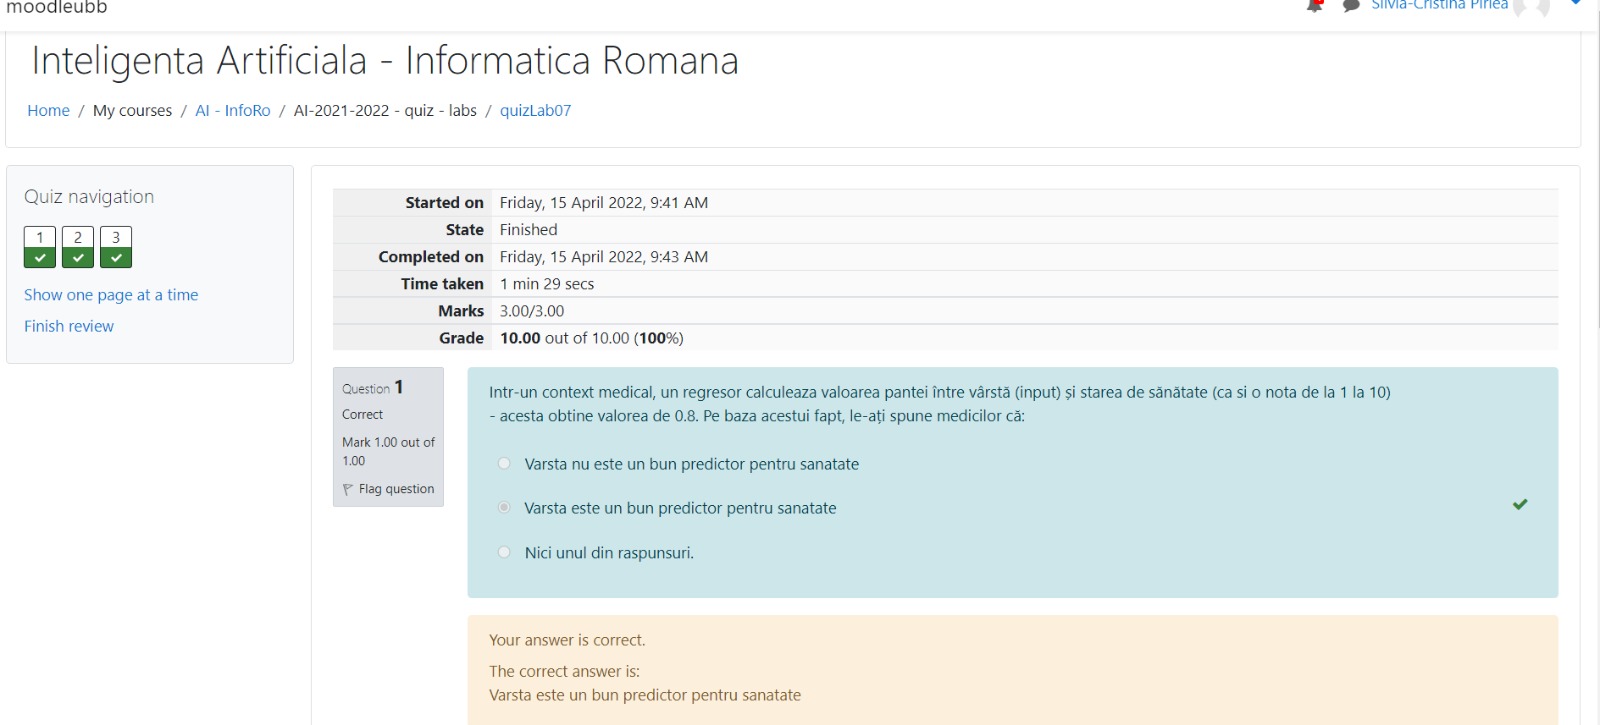 moodleubb
Silvia-Cristina Pirlea
Inteligenta Artificiala - Informatica Romana
Home / My courses / AI - InfoRo / AI-2021-2022 - quiz - labs / quizLab07
Quiz navigation
1 2 3
Show one page at a time
Finish review
Started on Friday, 15 April 2022, 9:41 AM
State Finished
Completed on Friday, 15 April 2022, 9:43 AM
Time taken 1 min 29 secs
Marks 3.00/3.00
Grade 10.00 out of 10.00 (100%)
Question 1
Correct
Mark 1.00 out of
1.00
Flag question
Intr-un context medical, un regresor calculeaza valoarea pantei între vârstă (input) și starea de sănătate (ca si o nota de la 1 la 10)
- acesta obtine valorea de 0.8. Pe baza acestui fapt, le-ați spune medicilor că:
Varsta nu este un bun predictor pentru sanatate
Varsta este un bun predictor pentru sanatate
Nici unul din raspunsuri.
Your answer is correct.
The correct answer is:
Varsta este un bun predictor pentru sanatate